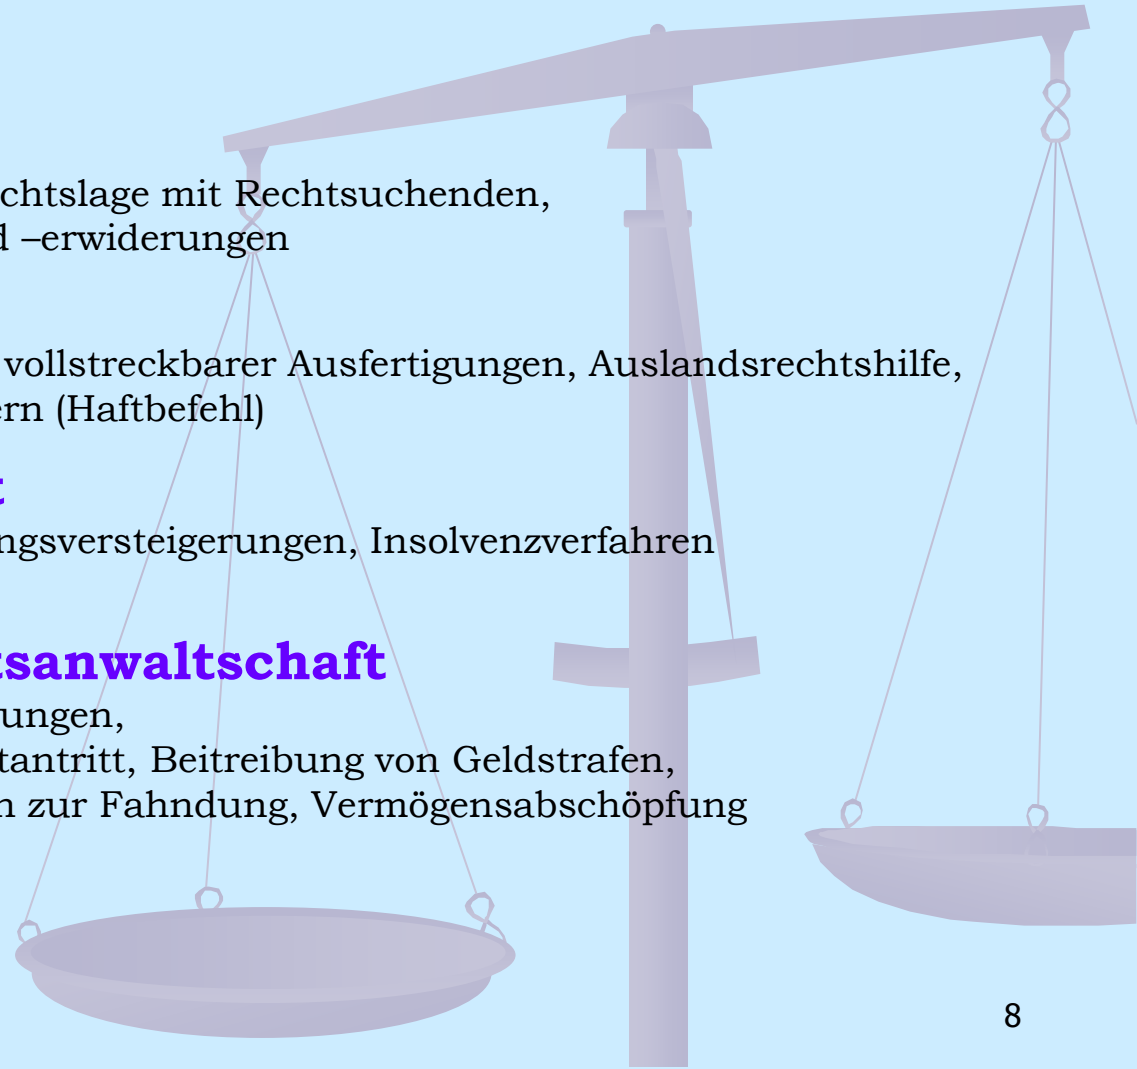 chtslage mit Rechtsuchenden,
–erwiderungen
vollstreckbarer Ausfertigungen, Auslandsrechtshilfe,
ern (Haftbefehl)
t
ngsversteigerungen, Insolvenzverfahren
tsanwaltschaft
ungen,
tantritt, Beitreibung von Geldstrafen,
n zur Fahndung, Vermögensabschöpfung
8